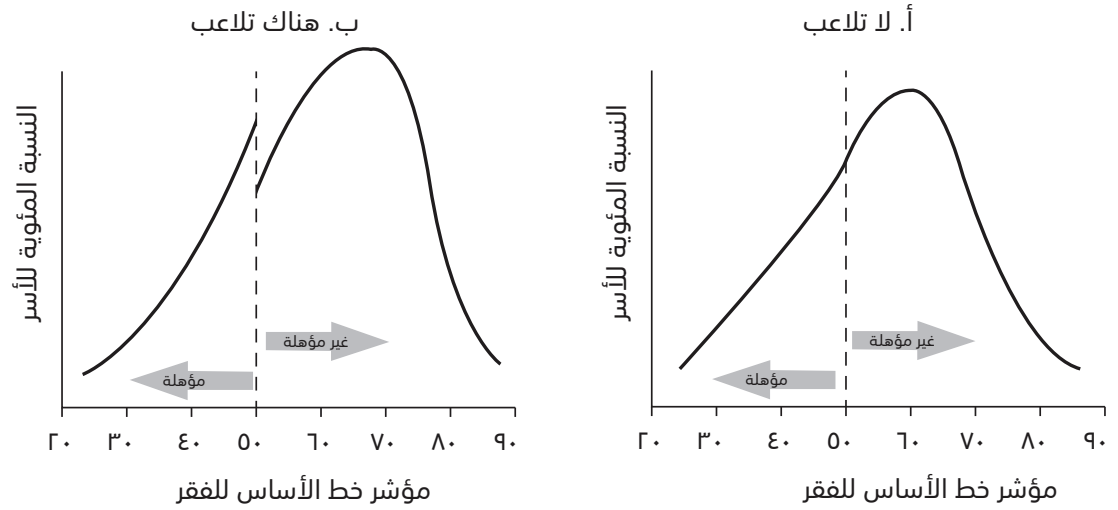 أ. لا تلاعب
النسبة المئوية للأسر
غير مؤهلة
مؤهلة
٢٠ ٣٠ ٤٠ ٥٠ ٦٠ ٧٠ ٨٠ ٩٠
مؤشر خط الأساس للفقر
ب. هناك تلاعب
النسبة المئوية للأسر
غير مؤهلة
مؤهلة
٢٠ ٣٠ ٤٠ ٥٠ ٦٠ ٧٠ ٨٠ ٩٠
مؤشر خط الأساس للفقر